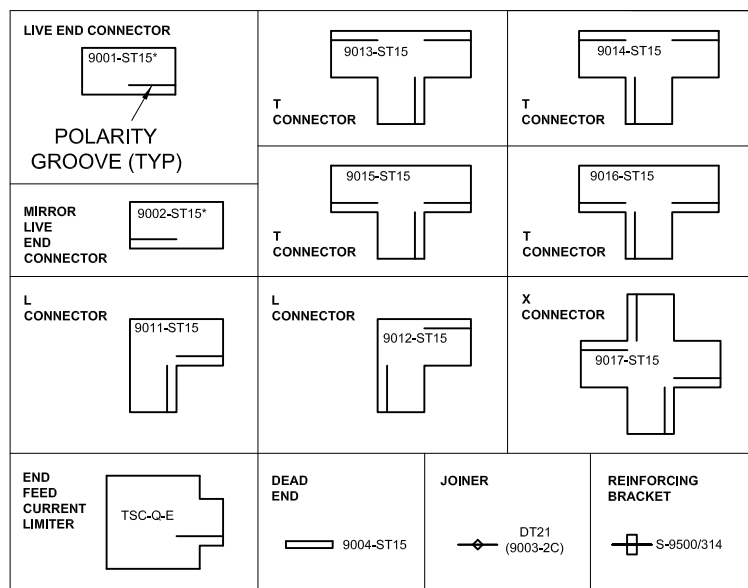 LIVE END CONNECTOR
9001-ST15*
POLARITY
GROOVE (TYP)
9013-ST15
T
CONNECTOR
9014-ST15
T
CONNECTOR
MIRROR
LIVE
END
CONNECTOR
9002-ST15*
9015-ST15
T
CONNECTOR
9016-ST15
T
CONNECTOR
L
CONNECTOR
9011-ST15
L
CONNECTOR
9012-ST15
X
CONNECTOR
9017-ST15
END
FEED
CURRENT
LIMITER
TSC-Q-E
DEAD
END
9004-ST15
JOINER
DT21
(9003-2C)
REINFORCING
BRACKET
S-9500/314